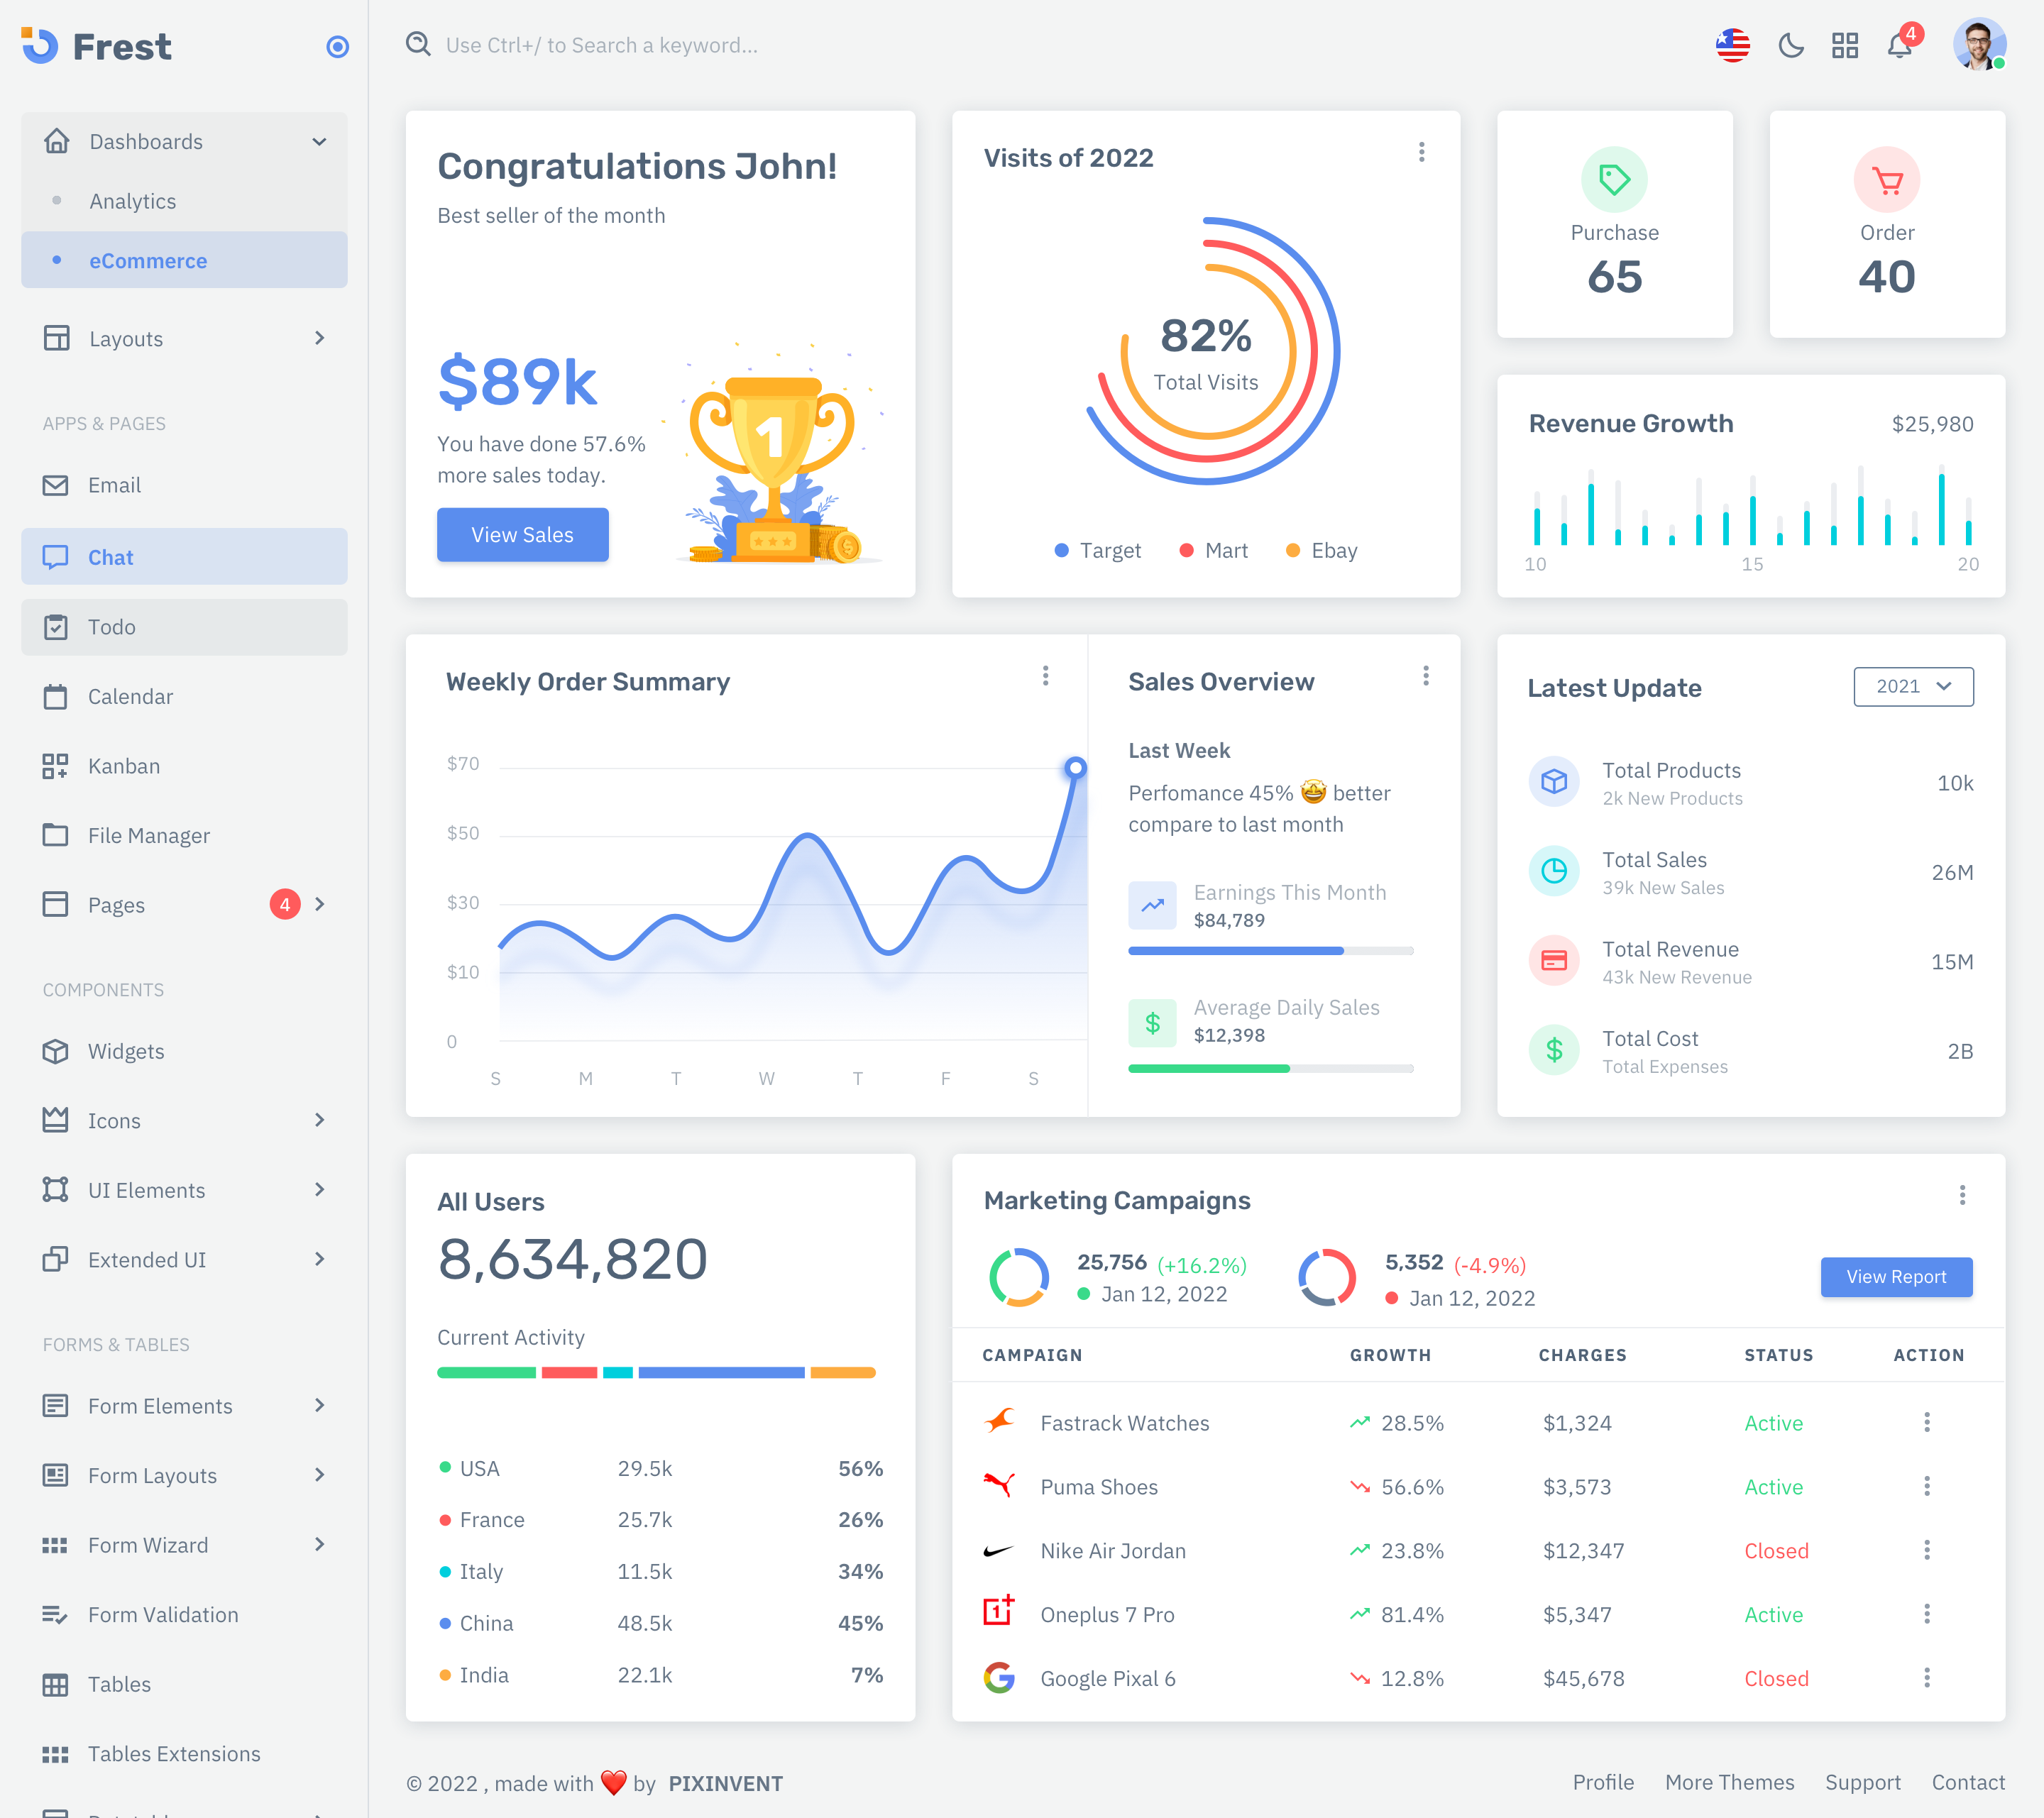 Frest
Use Ctrl+/ to Search a keyword...
4
Dashboards
Analytics
eCommerce
Layouts
APPS & PAGES
Email
Chat
Todo
Calendar
Kanban
File Manager
Pages
4
COMPONENTS
Widgets
Icons
UI Elements
Extended UI
FORMS & TABLES
Form Elements
Form Layouts
Form Wizard
Form Validation
Tables
Tables Extensions
Congratulations John!
Best seller of the month
$89k
You have done 57.6%
more sales today.
View Sales
1
Visits of 2022
82%
Total Visits
Target
Mart
Ebay
Purchase
65
Order
40
Revenue Growth
$25,980
10
15
20
Weekly Order Summary
$70
$50
$30
$10
0
S
M
T
W
T
F
S
Sales Overview
Last Week
Perfomance 45% 🤩 better
compare to last month
Earnings This Month
$84,789
$
Average Daily Sales
$12,398
Latest Update
2021
Total Products
2k New Products
10k
Total Sales
39k New Sales
26M
Total Revenue
43k New Revenue
15M
$
Total Cost
Total Expenses
2B
All Users
8,634,820
Current Activity
USA 29.5k 56%
France 25.7k 26%
Italy 11.5k 34%
China 48.5k 45%
India 22.1k 7%
Marketing Campaigns
25,756 (+16.2%)
Jan 12, 2022
5,352 (-4.9%)
Jan 12, 2022
View Report
CAMPAIGN GROWTH CHARGES STATUS ACTION
Fastrack Watches 28.5% $1,324 Active
Puma Shoes 56.6% $3,573 Active
Nike Air Jordan 23.8% $12,347 Closed
Oneplus 7 Pro 81.4% $5,347 Active
Google Pixal 6 12.8% $45,678 Closed
© 2022 , made with ❤️ by PIXINVENT
Profile
More Themes
Support
Contact